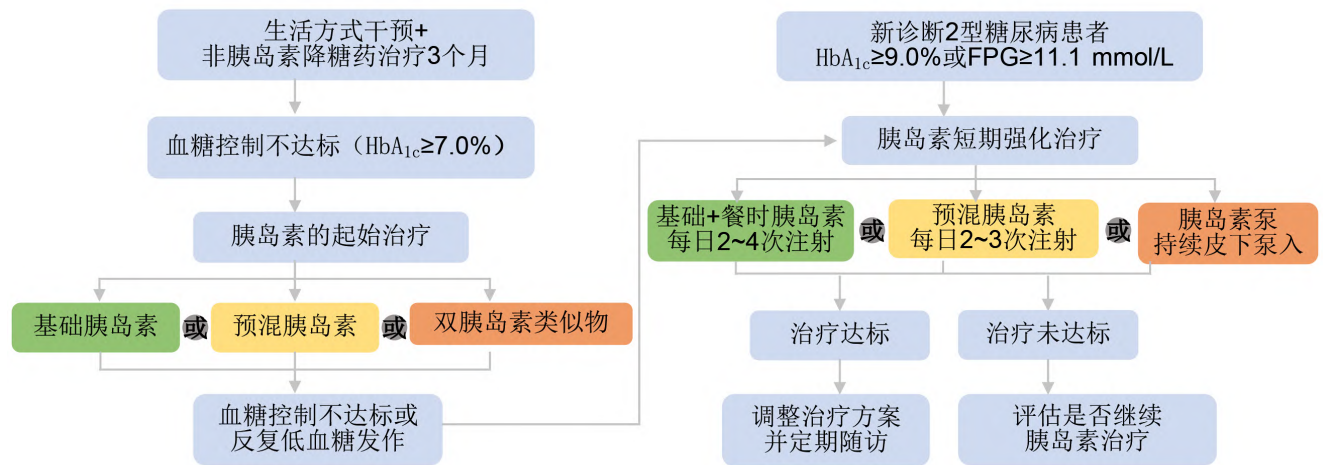 生活方式干预+
非胰岛素降糖药治疗3个月
血糖控制不达标（HbA1c≥7.0%）
胰岛素的起始治疗
基础胰岛素
或
预混胰岛素
或
双胰岛素类似物
血糖控制不达标或
反复低血糖发作
新诊断2型糖尿病患者
HbA1c≥9.0%或FPG≥11.1 mmol/L
胰岛素短期强化治疗
基础+餐时胰岛素
每日2~4次注射
或
预混胰岛素
每日2~3次注射
或
胰岛素泵
持续皮下泵入
治疗达标
治疗未达标
调整治疗方案
并定期随访
评估是否继续
胰岛素治疗